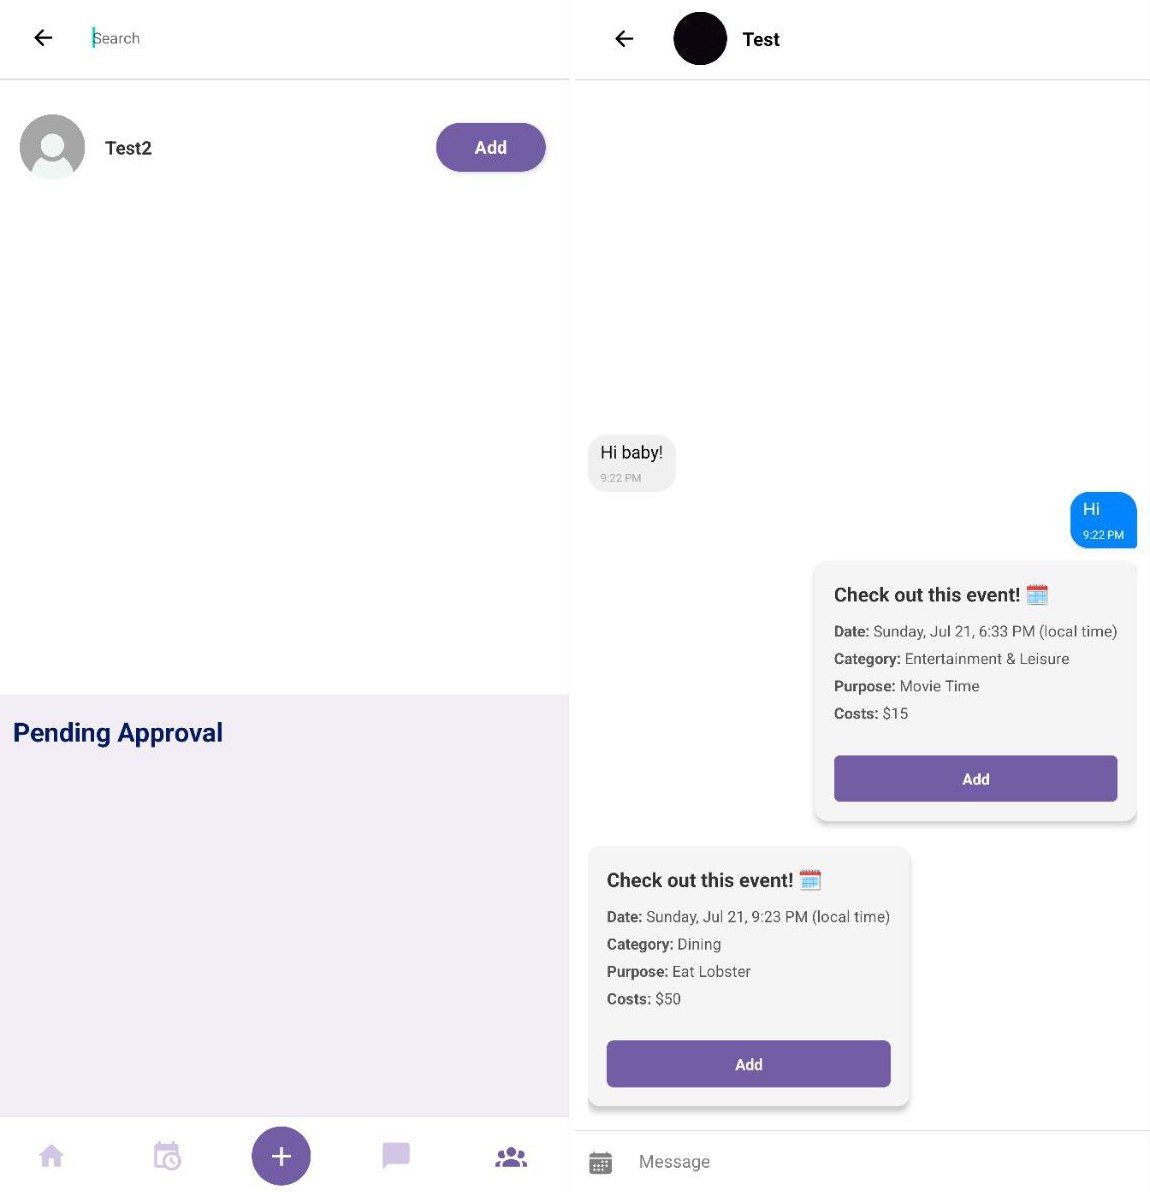 Search
Test2
Add
Pending Approval
Test
Hi baby!
9:22 PM
Hi
9:22 PM
Check out this event!
Date: Sunday, Jul 21, 6:33 PM (local time)
Category: Entertainment & Leisure
Purpose: Movie Time
Costs: $15
Add
Check out this event!
Date: Sunday, Jul 21, 9:23 PM (local time)
Category: Dining
Purpose: Eat Lobster
Costs: $50
Add
Message